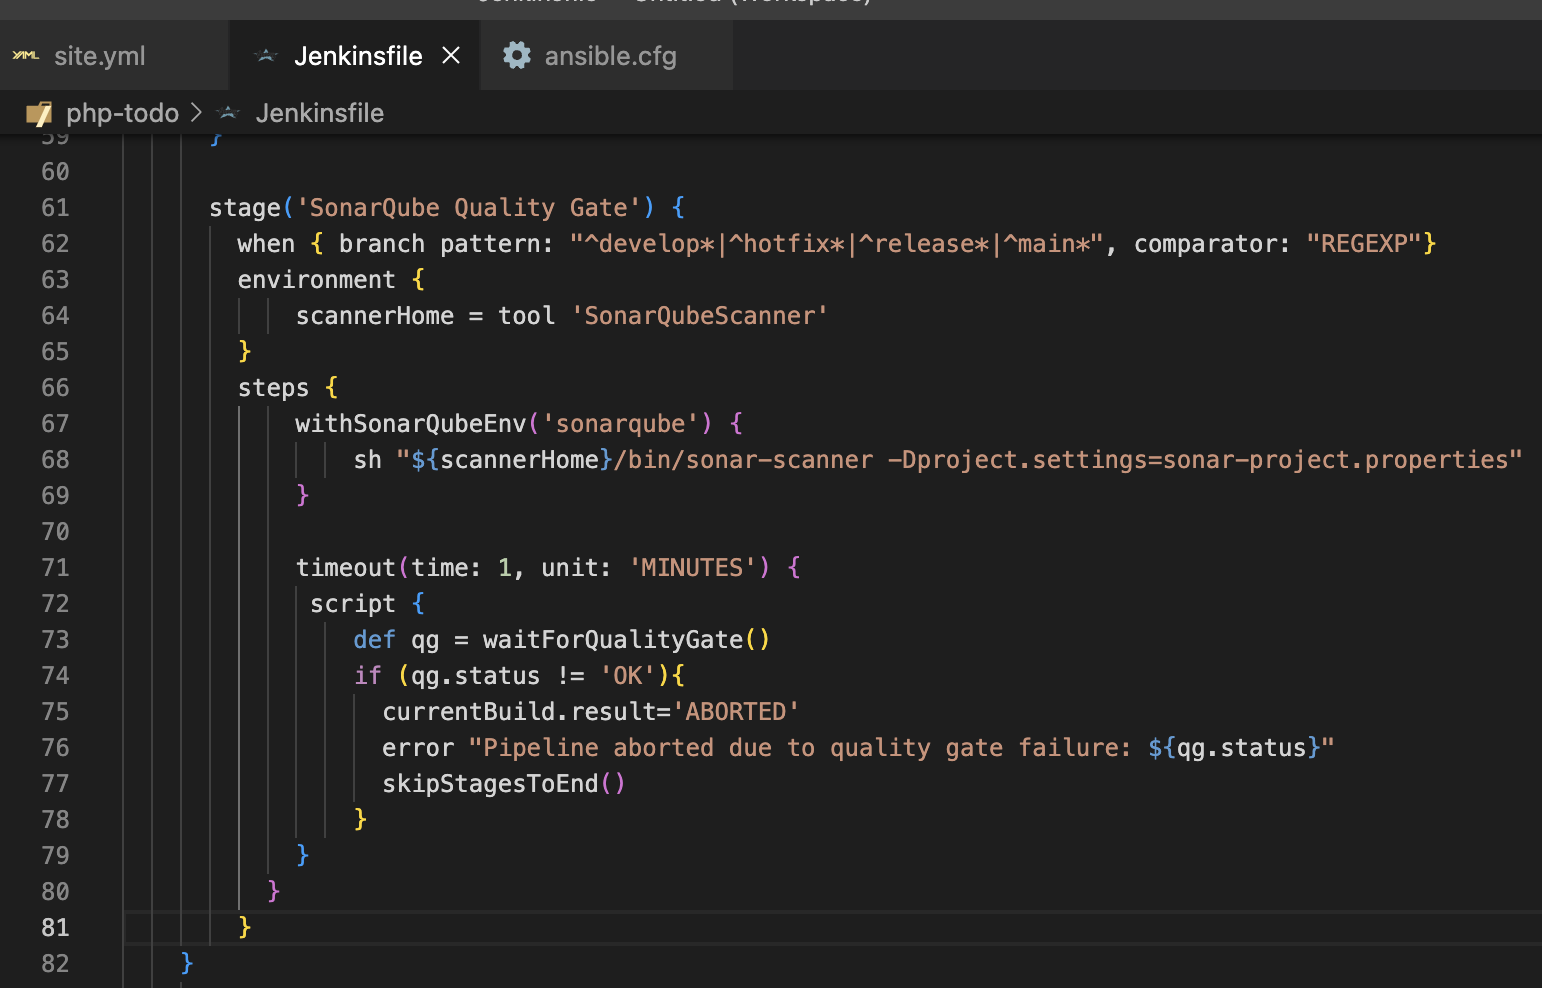 Jenkinsfile — Untitled (Workspace)
YAML site.yml Jenkinsfile × ansible.cfg
php-todo > Jenkinsfile
59 }
60
61 stage('SonarQube Quality Gate') {
62 when { branch pattern: "^develop*|^hotfix*|^release*|^main*", comparator: "REGEXP"}
63 environment {
64 scannerHome = tool 'SonarQubeScanner'
65 }
66 steps {
67 withSonarQubeEnv('sonarqube') {
68 sh "${scannerHome}/bin/sonar-scanner -Dproject.settings=sonar-project.properties"
69 }
70
71 timeout(time: 1, unit: 'MINUTES') {
72 script {
73 def qg = waitForQualityGate()
74 if (qg.status != 'OK'){
75 currentBuild.result='ABORTED'
76 error "Pipeline aborted due to quality gate failure: ${qg.status}"
77 skipStagesToEnd()
78 }
79 }
80 }
81 }
82 }